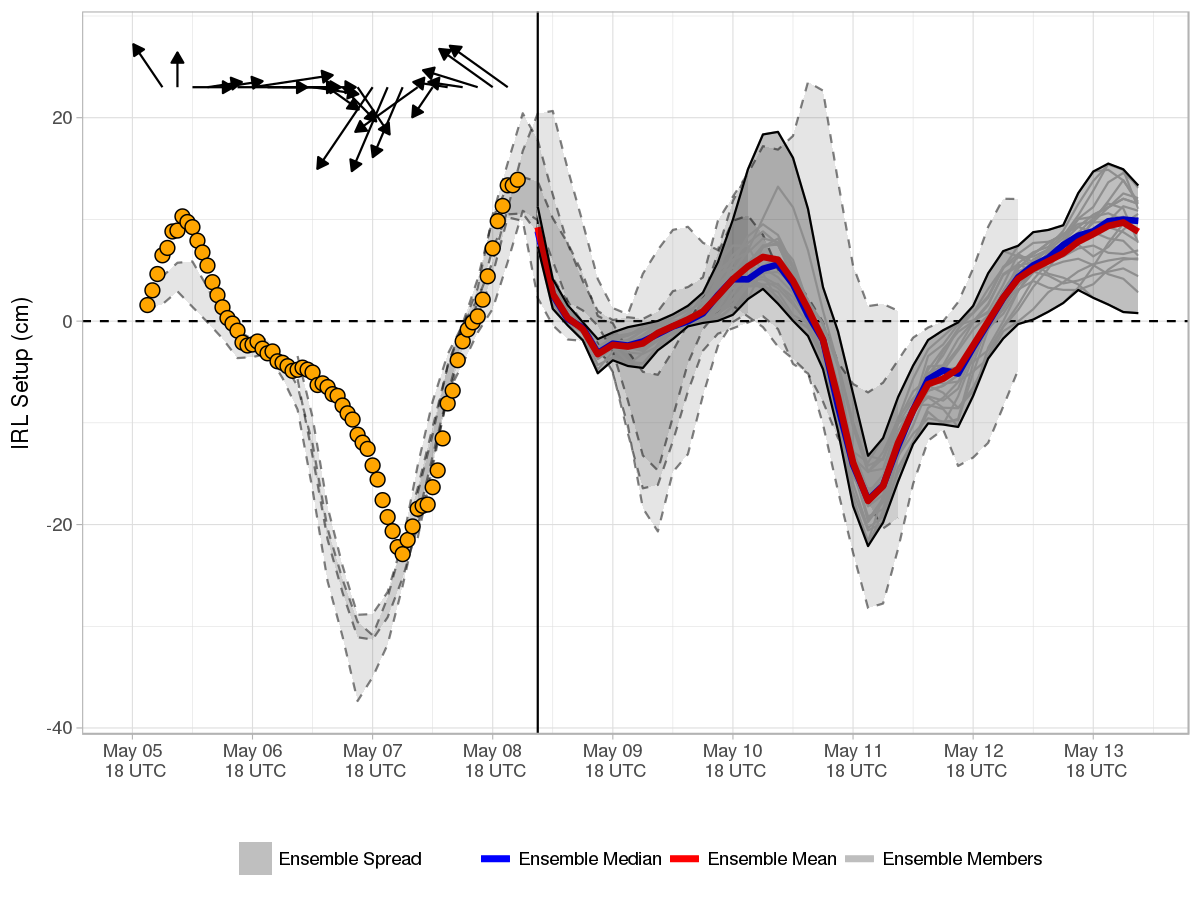 IRL Setup (cm)
20
0
-20
-40
May 05 May 06 May 07 May 08 May 09 May 10 May 11 May 12 May 13
18 UTC 18 UTC 18 UTC 18 UTC 18 UTC 18 UTC 18 UTC 18 UTC 18 UTC
Ensemble Spread Ensemble Median Ensemble Mean Ensemble Members